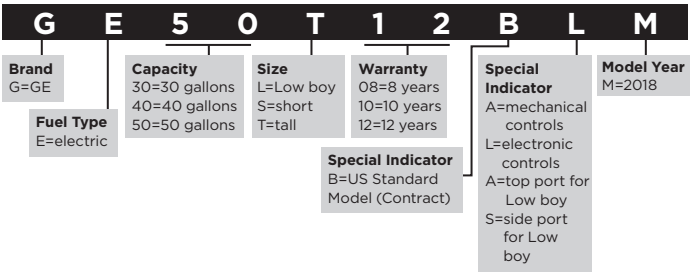 G E 5 0 T 1 2 B L M
Brand
G=GE
Fuel Type
E=electric
Capacity
30=30 gallons
40=40 gallons
50=50 gallons
Size
L=Low boy
S=short
T=tall
Warranty
08=8 years
10=10 years
12=12 years
Special Indicator
B=US Standard
Model (Contract)
Special
Indicator
A=mechanical
controls
L=electronic
controls
A=top port for
Low boy
S=side port
for Low
boy
Model Year
M=2018